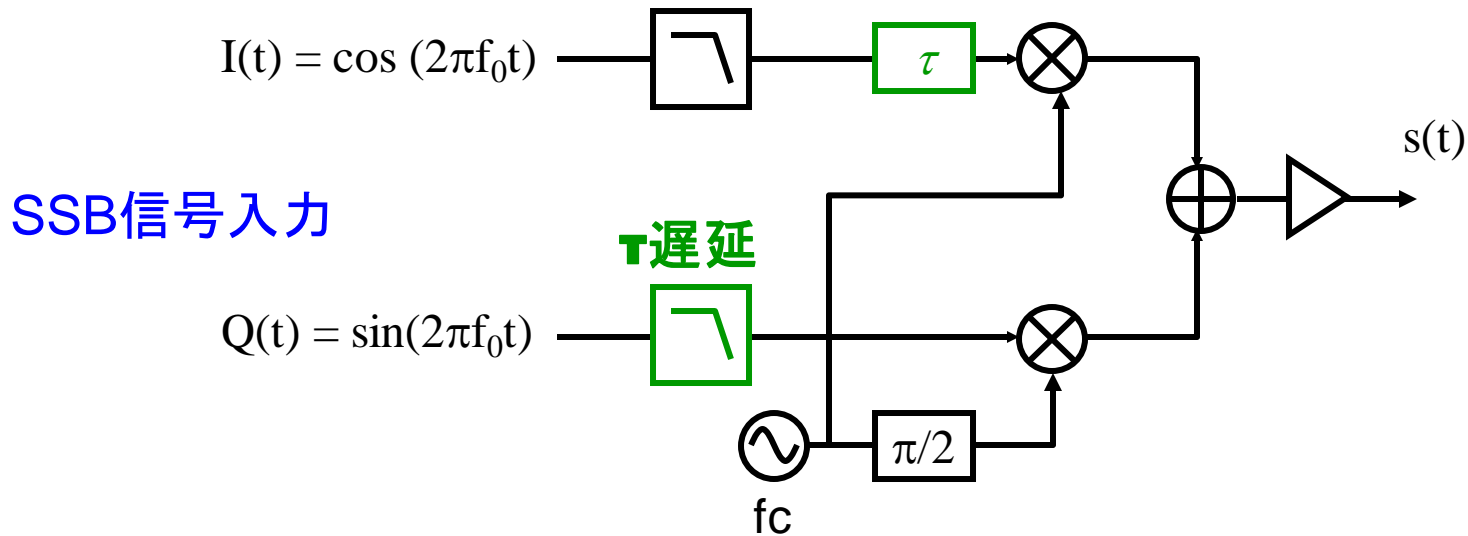 I(t) = cos (2πf₀t)
τ
s(t)
SSB信号入力
τ遅延
Q(t) = sin(2πf₀t)
π/2
fc